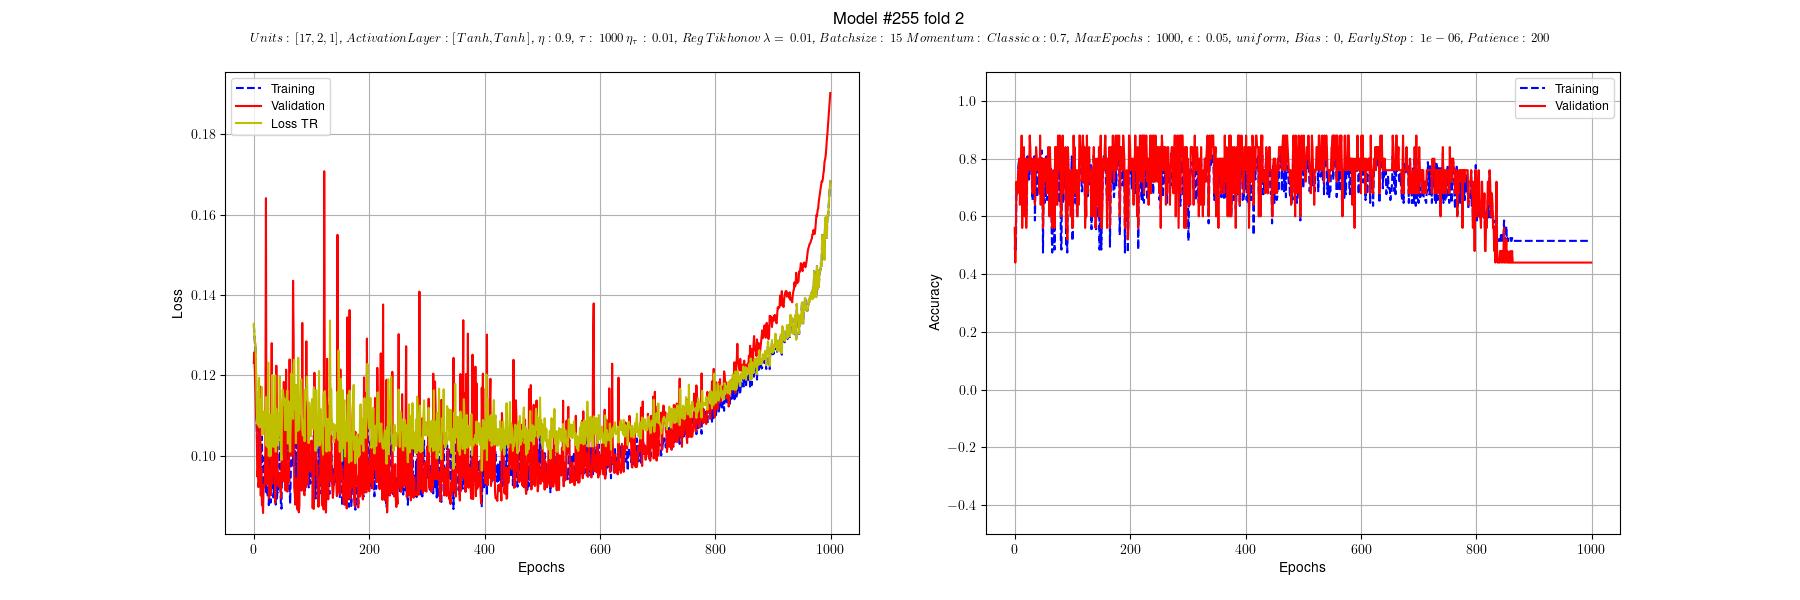 Model #255 fold 2
Units : [17, 2, 1], ActivationLayer : [Tanh, Tanh], η : 0.9, τ : 1000 η_τ : 0.01, Reg Tikhonov λ = 0.01, Batchsize : 15 Momentum : Classic α : 0.7, MaxEpochs : 1000, ϵ : 0.05, uniform, Bias : 0, EarlyStop : 1e − 06, Patience : 200
Training
Validation
Loss TR
0.18
0.16
0.14
0.12
0.10
Loss
0
200
400
600
800
1000
Epochs
Training
Validation
1.0
0.8
0.6
0.4
0.2
0.0
−0.2
−0.4
Accuracy
0
200
400
600
800
1000
Epochs